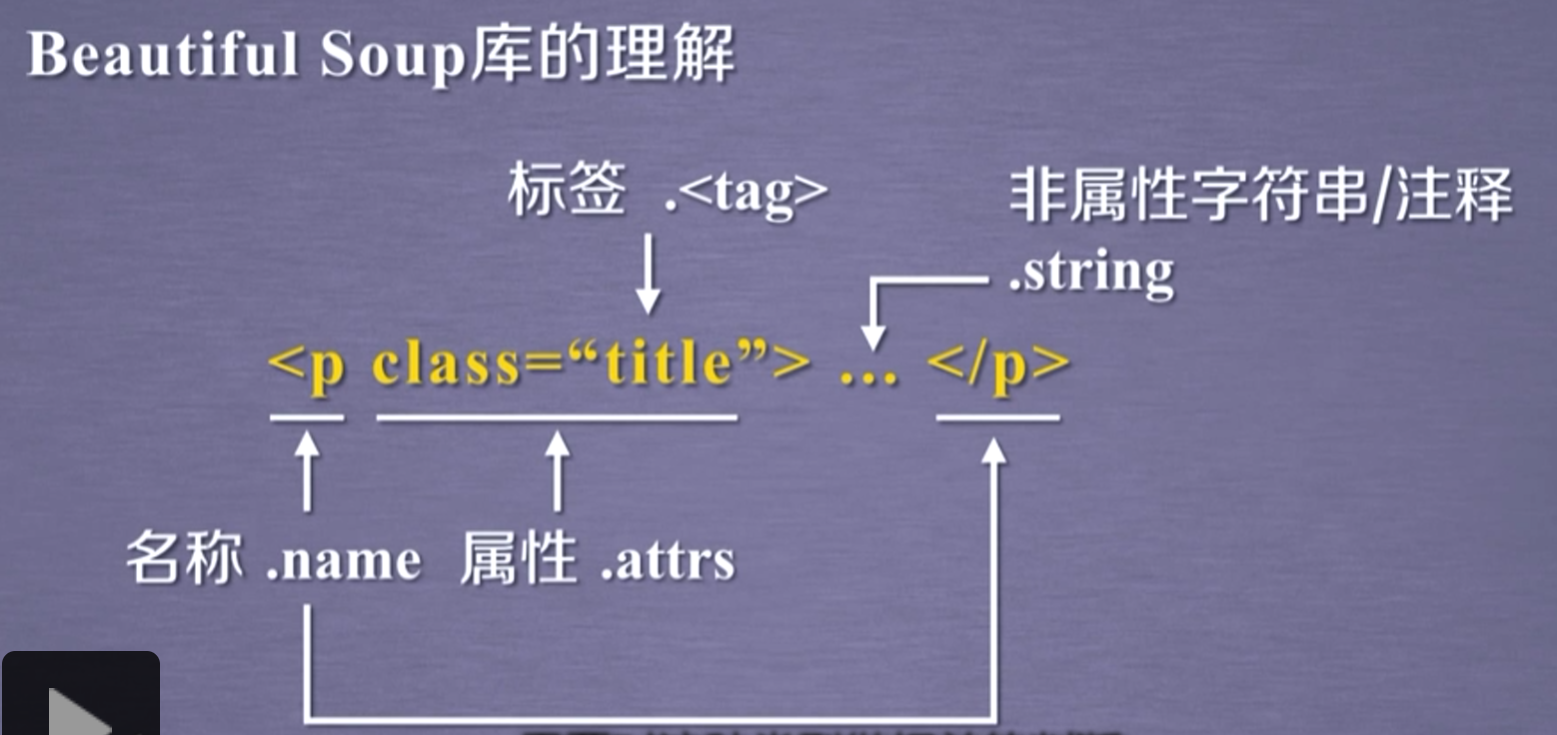 Beautiful Soup库的理解
标签 .<tag>
非属性字符串/注释
.string
<p class=“title”> … </p>
名称 .name 属性 .attrs